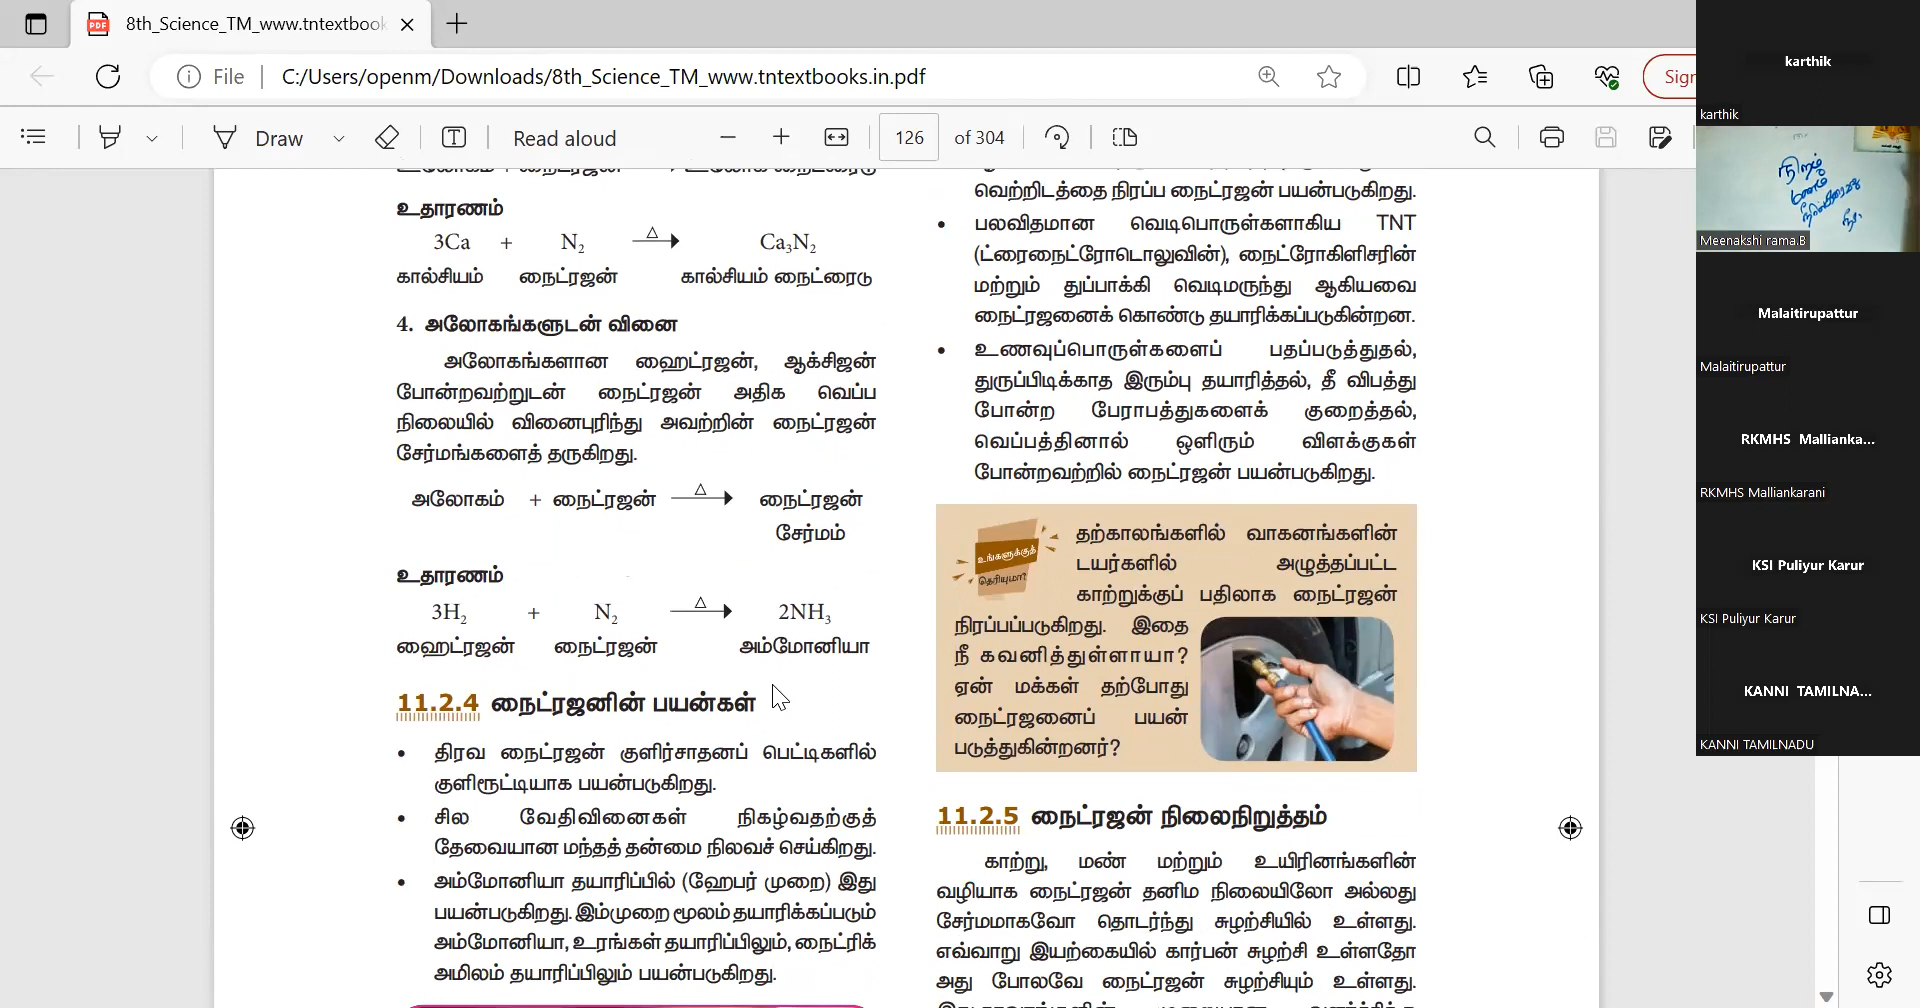 8th_Science_TM_www.tntextbook
File
C:/Users/openm/Downloads/8th_Science_TM_www.tntextbooks.in.pdf
Sign
Draw
Read aloud
126 of 304
உதாரணம்
3Ca + N₂ △→ Ca₃N₂
கால்சியம் நைட்ரஜன் கால்சியம் நைட்ரைடு
4. அலோகங்களுடன் வினை
அலோகங்களான ஹைட்ரஜன், ஆக்சிஜன்
போன்றவற்றுடன் நைட்ரஜன் அதிக வெப்ப
நிலையில் வினைபுரிந்து அவற்றின் நைட்ரஜன்
சேர்மங்களைத் தருகிறது.
அலோகம் + நைட்ரஜன் △→ நைட்ரஜன்
சேர்மம்
உதாரணம்
3H₂ + N₂ △→ 2NH₃
ஹைட்ரஜன் நைட்ரஜன் அம்மோனியா
11.2.4 நைட்ரஜனின் பயன்கள்
• திரவ நைட்ரஜன் குளிர்சாதனப் பெட்டிகளில்
குளிரூட்டியாக பயன்படுகிறது.
• சில வேதிவினைகள் நிகழ்வதற்குத்
தேவையான மந்தத் தன்மை நிலவச் செய்கிறது.
• அம்மோனியா தயாரிப்பில் (ஹேபர் முறை) இது
பயன்படுகிறது. இம்முறை மூலம் தயாரிக்கப்படும்
அம்மோனியா, உரங்கள் தயாரிப்பிலும், நைட்ரிக்
அமிலம் தயாரிப்பிலும் பயன்படுகிறது.
வெற்றிடத்தை நிரப்ப நைட்ரஜன் பயன்படுகிறது.
• பலவிதமான வெடிபொருள்களாகிய TNT
(ட்ரைநைட்ரோடொலுவின்), நைட்ரோகிளிசரின்
மற்றும் துப்பாக்கி வெடிமருந்து ஆகியவை
நைட்ரஜனைக் கொண்டு தயாரிக்கப்படுகின்றன.
• உணவுப்பொருள்களைப் பதப்படுத்துதல்,
துருப்பிடிக்காத இரும்பு தயாரித்தல், தீ விபத்து
போன்ற பேராபத்துகளைக் குறைத்தல்,
வெப்பத்தினால் ஒளிரும் விளக்குகள்
போன்றவற்றில் நைட்ரஜன் பயன்படுகிறது.
உங்களுக்குத்
தெரியுமா?
தற்காலங்களில் வாகனங்களின்
டயர்களில் அழுத்தப்பட்ட
காற்றுக்குப் பதிலாக நைட்ரஜன்
நிரப்பப்படுகிறது. இதை
நீ கவனித்துள்ளாயா?
ஏன் மக்கள் தற்போது
நைட்ரஜனைப் பயன்
படுத்துகின்றனர்?
11.2.5 நைட்ரஜன் நிலைநிறுத்தம்
காற்று, மண் மற்றும் உயிரினங்களின்
வழியாக நைட்ரஜன் தனிம நிலையிலோ அல்லது
சேர்மமாகவோ தொடர்ந்து சுழற்சியில் உள்ளது.
எவ்வாறு இயற்கையில் கார்பன் சுழற்சி உள்ளதோ
அது போலவே நைட்ரஜன் சுழற்சியும் உள்ளது.
karthik
karthik
நிறம்
மணம்
Meenakshi rama.B
Malaitirupattur
Malaitirupattur
RKMHS Mallianka...
RKMHS Malliankarani
KSI Puliyur Karur
KSI Puliyur Karur
KANNI TAMILNA...
KANNI TAMILNADU